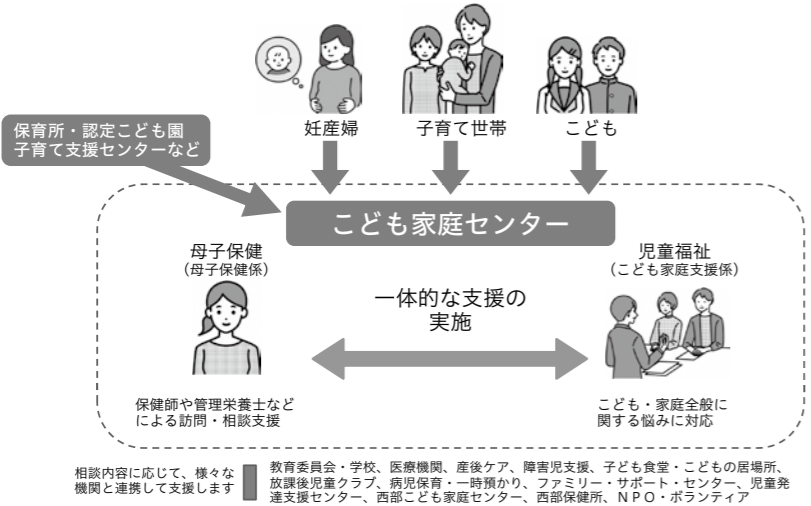 妊産婦
子育て世帯
こども
保育所・認定こども園
子育て支援センターなど
こども家庭センター
母子保健
（母子保健係）
児童福祉
（こども家庭支援係）
一体的な支援の
実施
保健師や管理栄養士など
による訪問・相談支援
こども・家庭全般に
関する悩みに対応
相談内容に応じて、様々な
機関と連携して支援します
教育委員会・学校、医療機関、産後ケア、障害児支援、子ども食堂・こどもの居場所、
放課後児童クラブ、病児保育・一時預かり、ファミリー・サポート・センター、児童発
達支援センター、西部こども家庭センター、西部保健所、ＮＰＯ・ボランティア